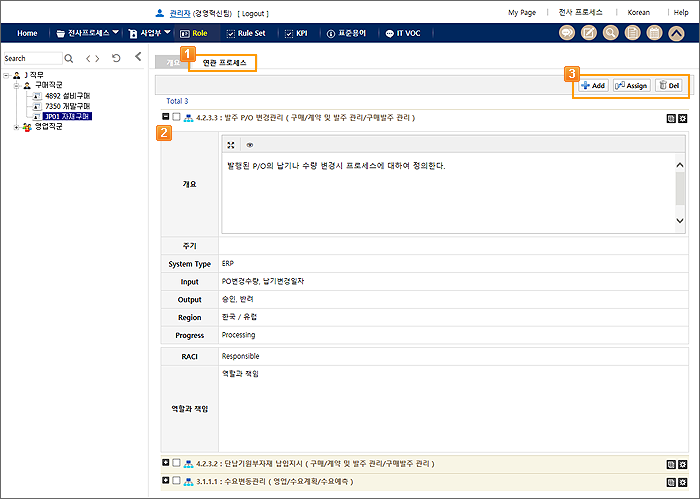 관리자 (경영혁신팀) [ Logout ]
My Page | 전사 프로세스 | Korean | Help
Home 전사프로세스 사업부 Role Rule Set KPI 표준용어 IT VOC
Search
J 직무
구매직군
4892 설비구매
7350 개발구매
JP01 자재구매
영업직군
1
개요 연관 프로세스
3
Add Assign Del
Total 3
4.2.3.3 : 발주 P/O 변경관리 ( 구매/계약 및 발주 관리/구매발주 관리 )
2
개요
발행된 P/O의 납기나 수량 변경시 프로세스에 대하여 정의한다.
주기
System Type ERP
Input PO변경수량, 납기변경일자
Output 승인, 반려
Region 한국 / 유럽
Progress Processing
RACI Responsible
역할과 책임 역할과 책임
4.2.3.2 : 단납기원부자재 납입지시 ( 구매/계약 및 발주 관리/구매발주 관리 )
3.1.1.1 : 수요변동관리 ( 영업/수요계획/수요예측 )